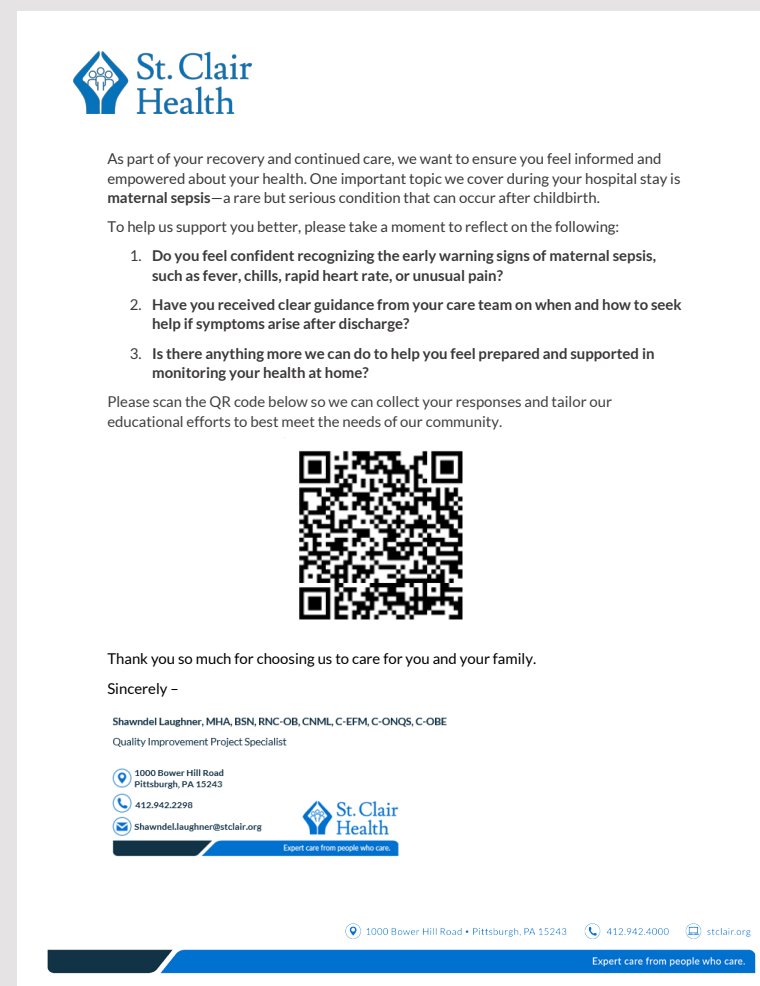 St. Clair
Health
As part of your recovery and continued care, we want to ensure you feel informed and
empowered about your health. One important topic we cover during your hospital stay is
maternal sepsis—a rare but serious condition that can occur after childbirth.
To help us support you better, please take a moment to reflect on the following:
1. Do you feel confident recognizing the early warning signs of maternal sepsis,
such as fever, chills, rapid heart rate, or unusual pain?
2. Have you received clear guidance from your care team on when and how to seek
help if symptoms arise after discharge?
3. Is there anything more we can do to help you feel prepared and supported in
monitoring your health at home?
Please scan the QR code below so we can collect your responses and tailor our
educational efforts to best meet the needs of our community.
Thank you so much for choosing us to care for you and your family.
Sincerely –
Shawndel Laughner, MHA, BSN, RNC-OB, CNML, C-EFM, C-ONQS, C-OBE
Quality Improvement Project Specialist
1000 Bower Hill Road
Pittsburgh, PA 15243
412.942.2298
Shawndel.laughner@stclair.org
St. Clair
Health
Expert care from people who care.
1000 Bower Hill Road • Pittsburgh, PA 15243 412.942.4000 stclair.org
Expert care from people who care.